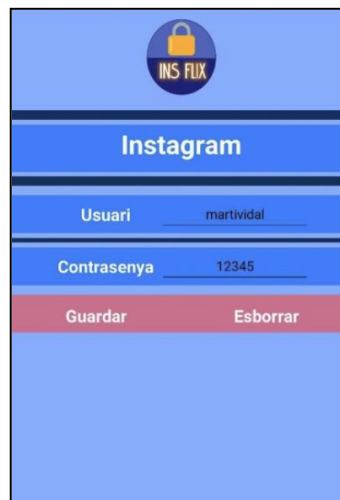 INS FLIX
Instagram
Usuari martividal
Contrasenya 12345
Guardar Esborrar